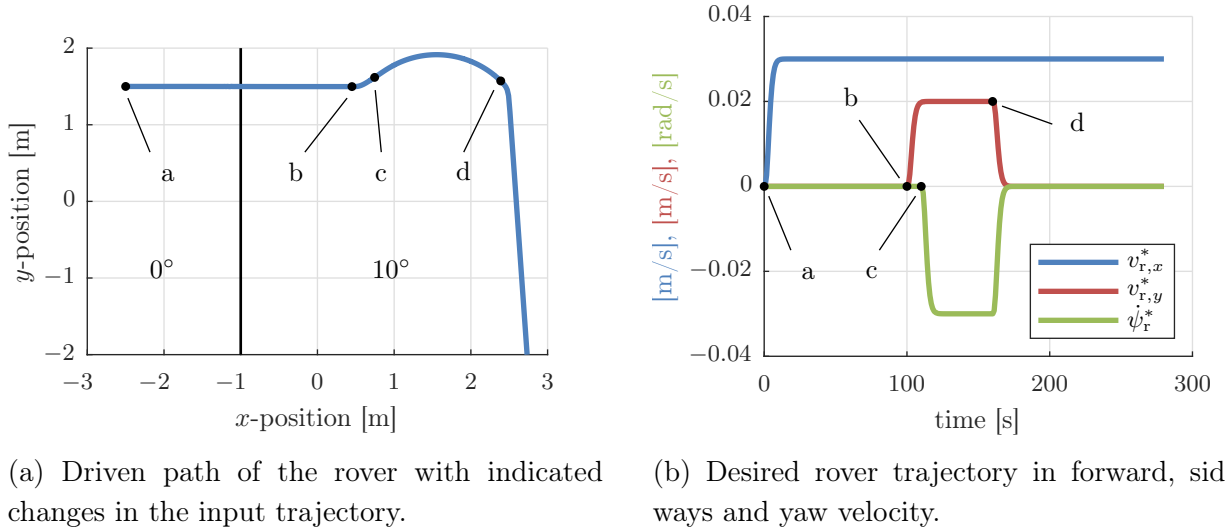 2
1
0
−1
−2
−3
−2
−1
0
1
2
3
y-position [m]
x-position [m]
a
b
c
d
0°
10°
0.04
0.02
0
−0.02
−0.04
0
100
200
300
[m/s], [m/s], [rad/s]
time [s]
b
d
a
c
v*r,x
v*r,y
ψ̇*r
(a) Driven path of the rover with indicated
changes in the input trajectory.
(b) Desired rover trajectory in forward, sid
ways and yaw velocity.